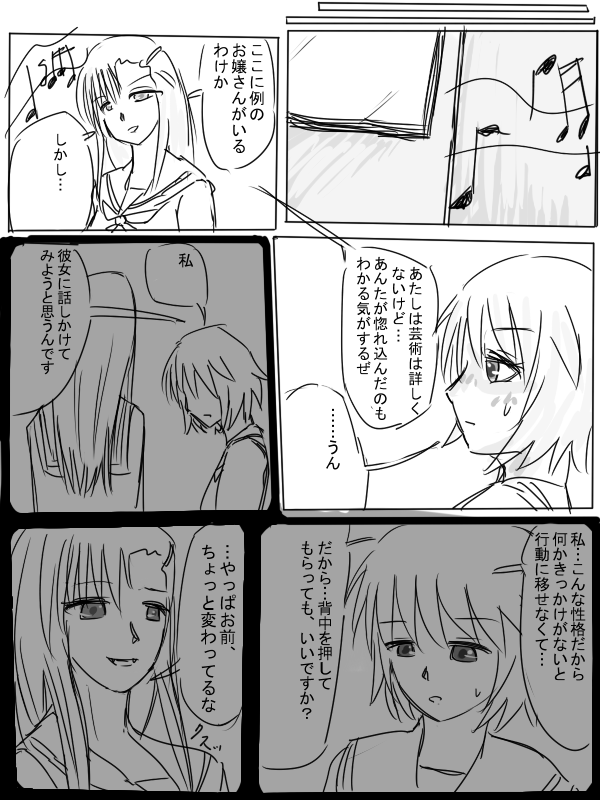 ここに例の
お嬢さんがいる
わけか
しかし…
あたしは芸術は詳しく
ないけど…
あんたが惚れ込んだのも
わかる気がするぜ
……うん
私
彼女に話しかけて
みようと思うんです
私…こんな性格だから
何かきっかけがないと
行動に移せなくて…
だから…背中を押して
もらっても、いいですか？
…やっぱお前、
ちょっと変わってるな
クスッ